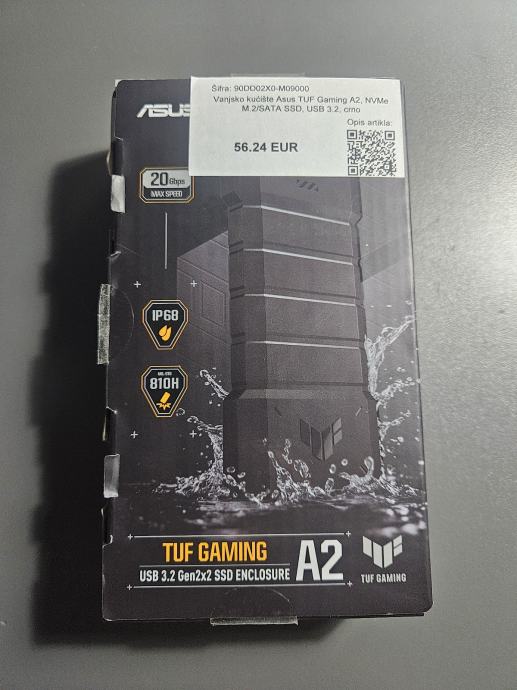 Šifra: 90DD02X0-M09000
Vanjsko kućište Asus TUF Gaming A2, NVMe
M.2/SATA SSD, USB 3.2, crno
Opis artikla:
56.24 EUR
ASUS
20Gbps
MAX SPEED
IP68
MIL-STD
810H
TUF GAMING
USB 3.2 Gen2x2 SSD ENCLOSURE
A2
TUF GAMING